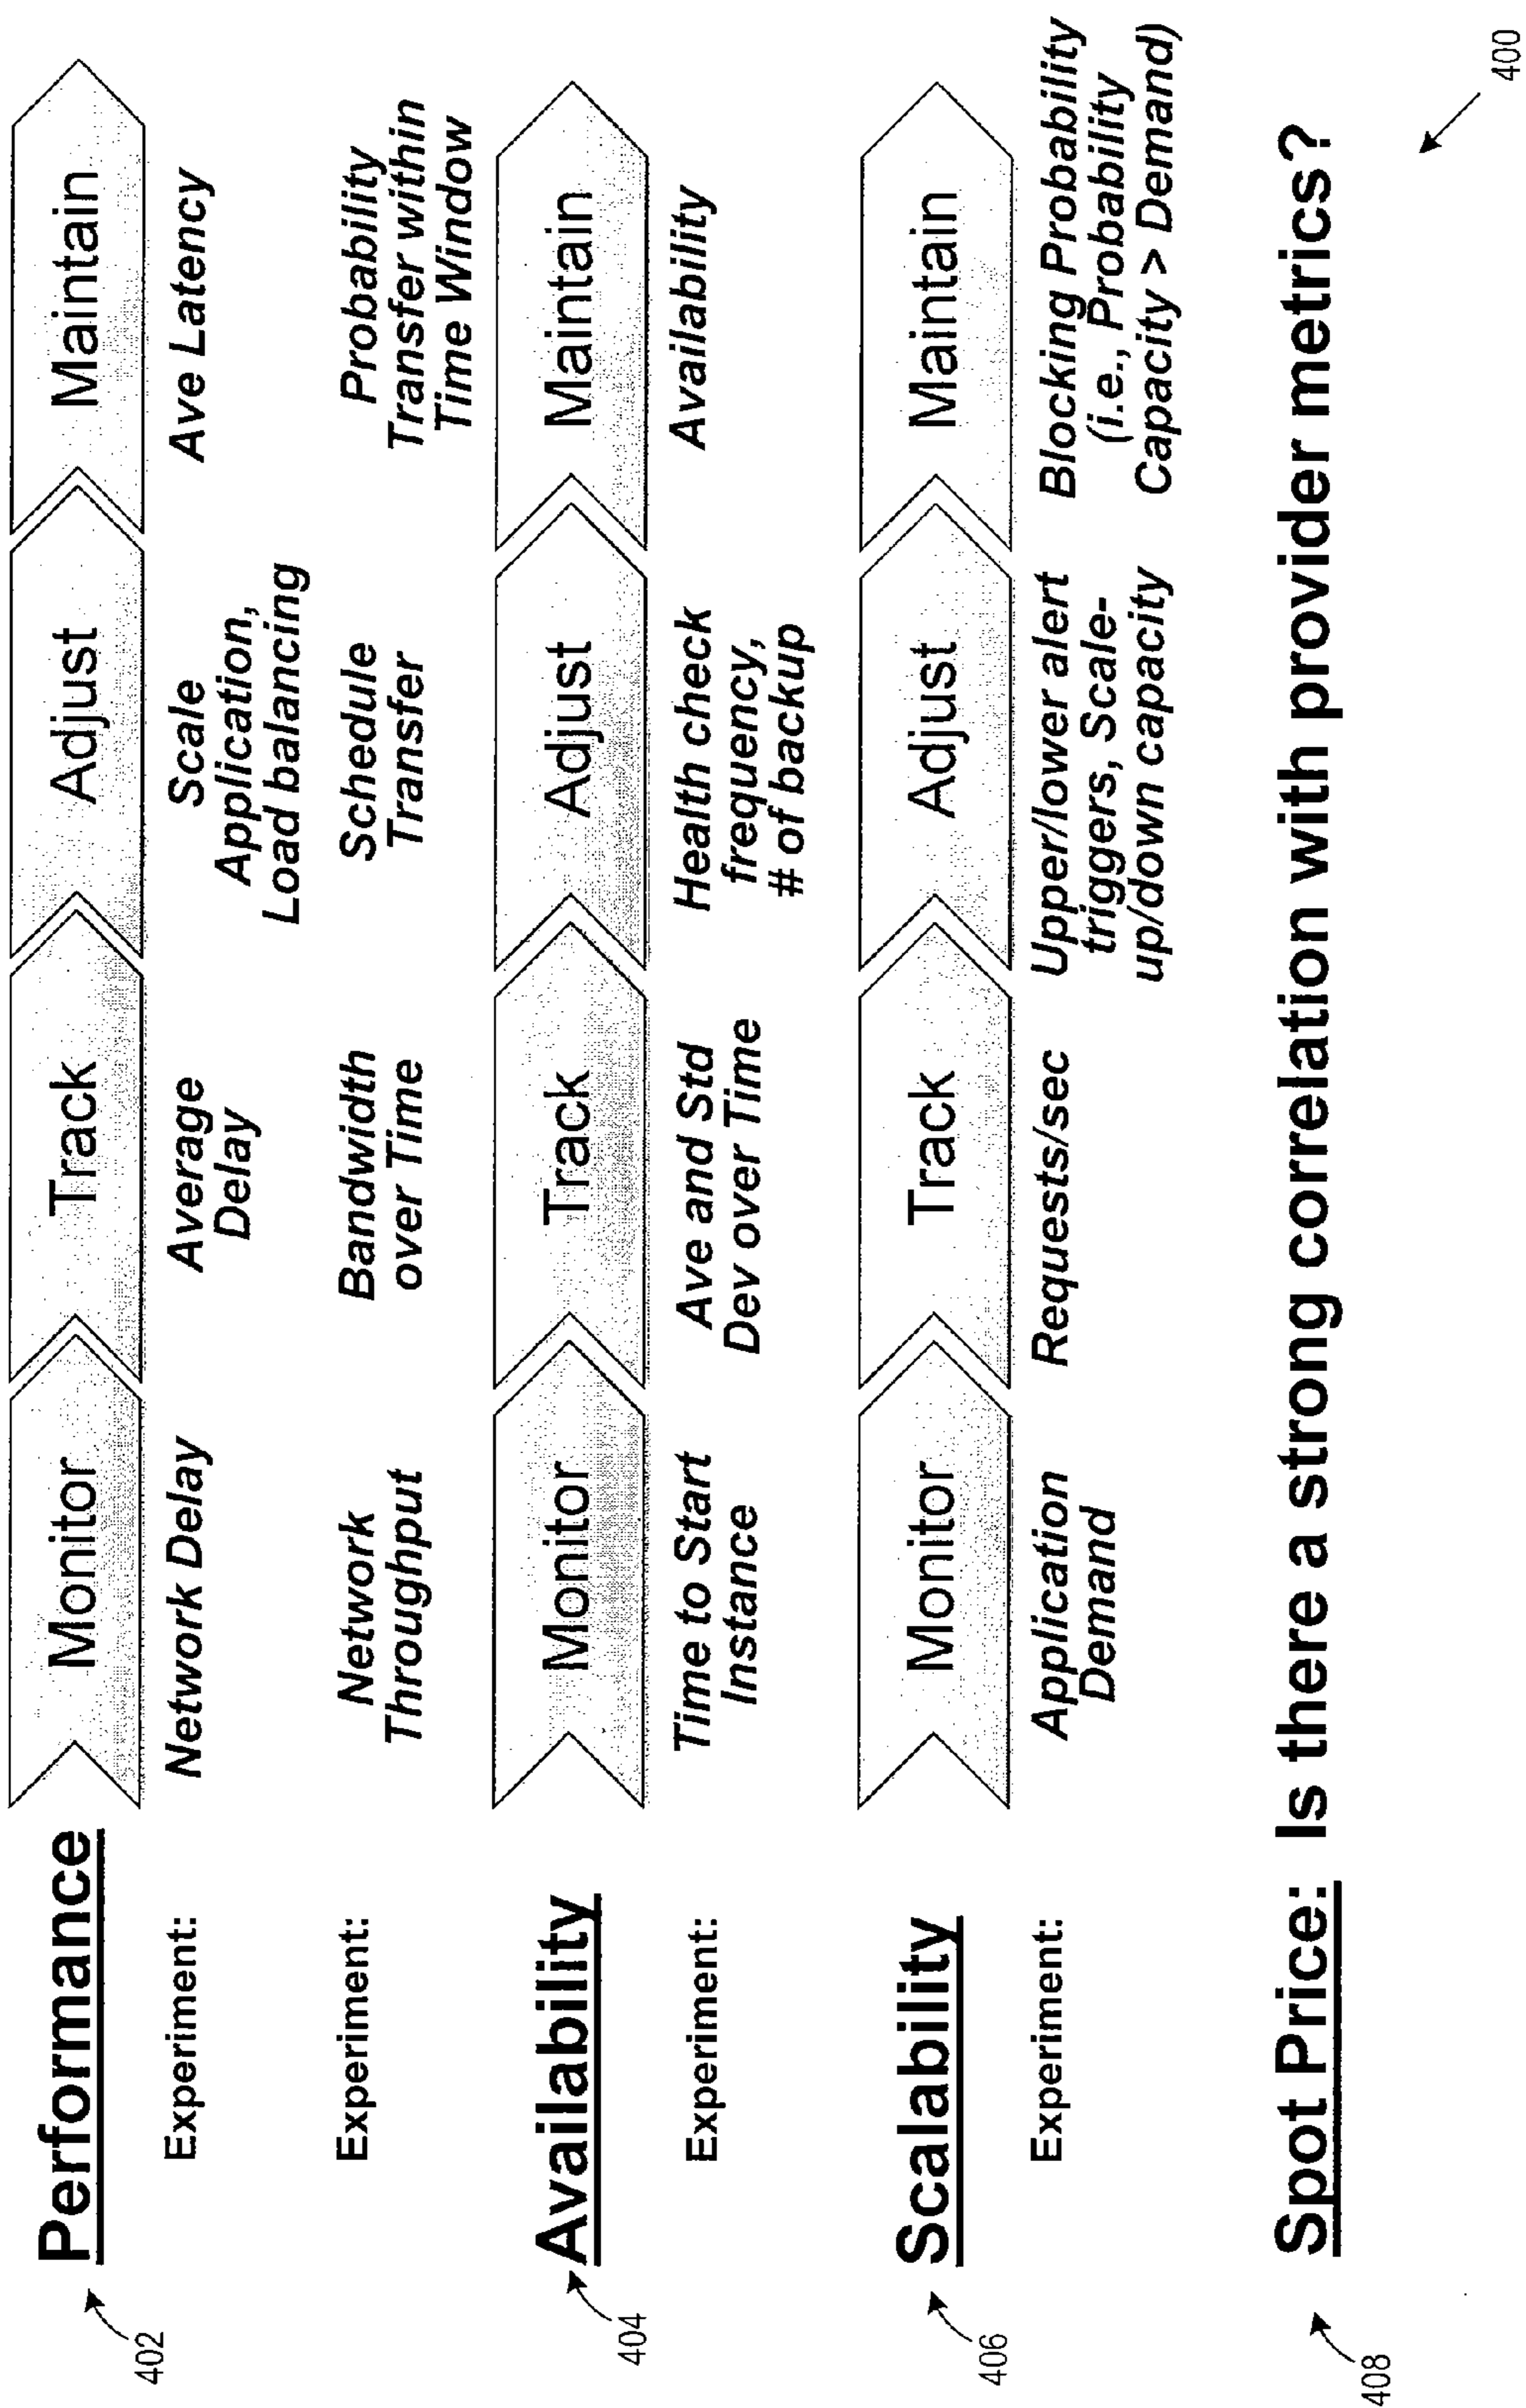 402
Performance
Monitor
Track
Adjust
Maintain
Experiment:
Network Delay
Average
Delay
Scale
Application,
Load balancing
Ave Latency
Experiment:
Network
Throughput
Bandwidth
over Time
Schedule
Transfer
Probability
Transfer within
Time Window
404
Availability
Monitor
Track
Adjust
Maintain
Experiment:
Time to Start
Instance
Ave and Std
Dev over Time
Health check
frequency,
# of backup
Availability
406
Scalability
Monitor
Track
Adjust
Maintain
Experiment:
Application
Demand
Requests/sec
Upper/lower alert
triggers, Scale-
up/down capacity
Blocking Probability
(i.e., Probability
Capacity > Demand)
408
Spot Price: Is there a strong correlation with provider metrics?
400